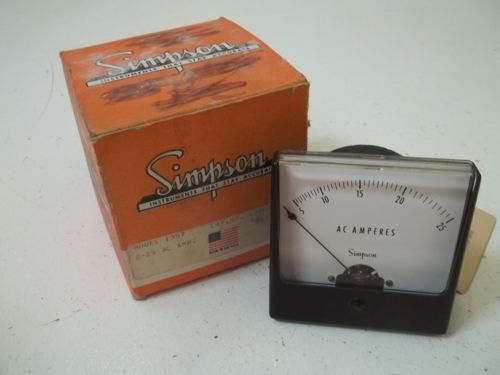 Simpson
INSTRUMENTS THAT STAY ACCURATE
Simpson
INSTRUMENTS THAT STAY ACCURATE
MODEL 1357
0-25 AC AMPS
5 10 15 20 25
AC AMPERES
Simpson